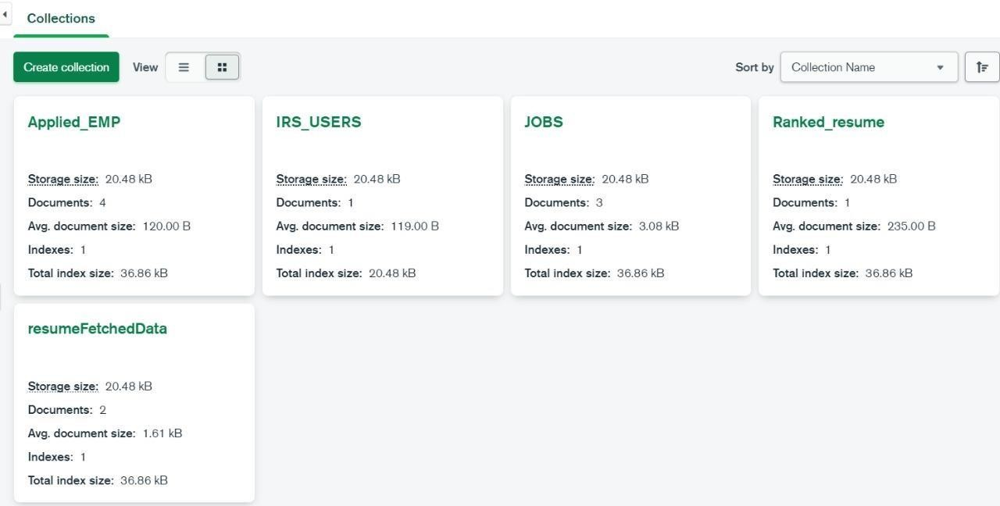 Collections
Create collection View Sort by Collection Name
Applied_EMP
Storage size: 20.48 kB
Documents: 4
Avg. document size: 120.00 B
Indexes: 1
Total index size: 36.86 kB
IRS_USERS
Storage size: 20.48 kB
Documents: 1
Avg. document size: 119.00 B
Indexes: 1
Total index size: 20.48 kB
JOBS
Storage size: 20.48 kB
Documents: 3
Avg. document size: 3.08 kB
Indexes: 1
Total index size: 36.86 kB
Ranked_resume
Storage size: 20.48 kB
Documents: 1
Avg. document size: 235.00 B
Indexes: 1
Total index size: 36.86 kB
resumeFetchedData
Storage size: 20.48 kB
Documents: 2
Avg. document size: 1.61 kB
Indexes: 1
Total index size: 36.86 kB